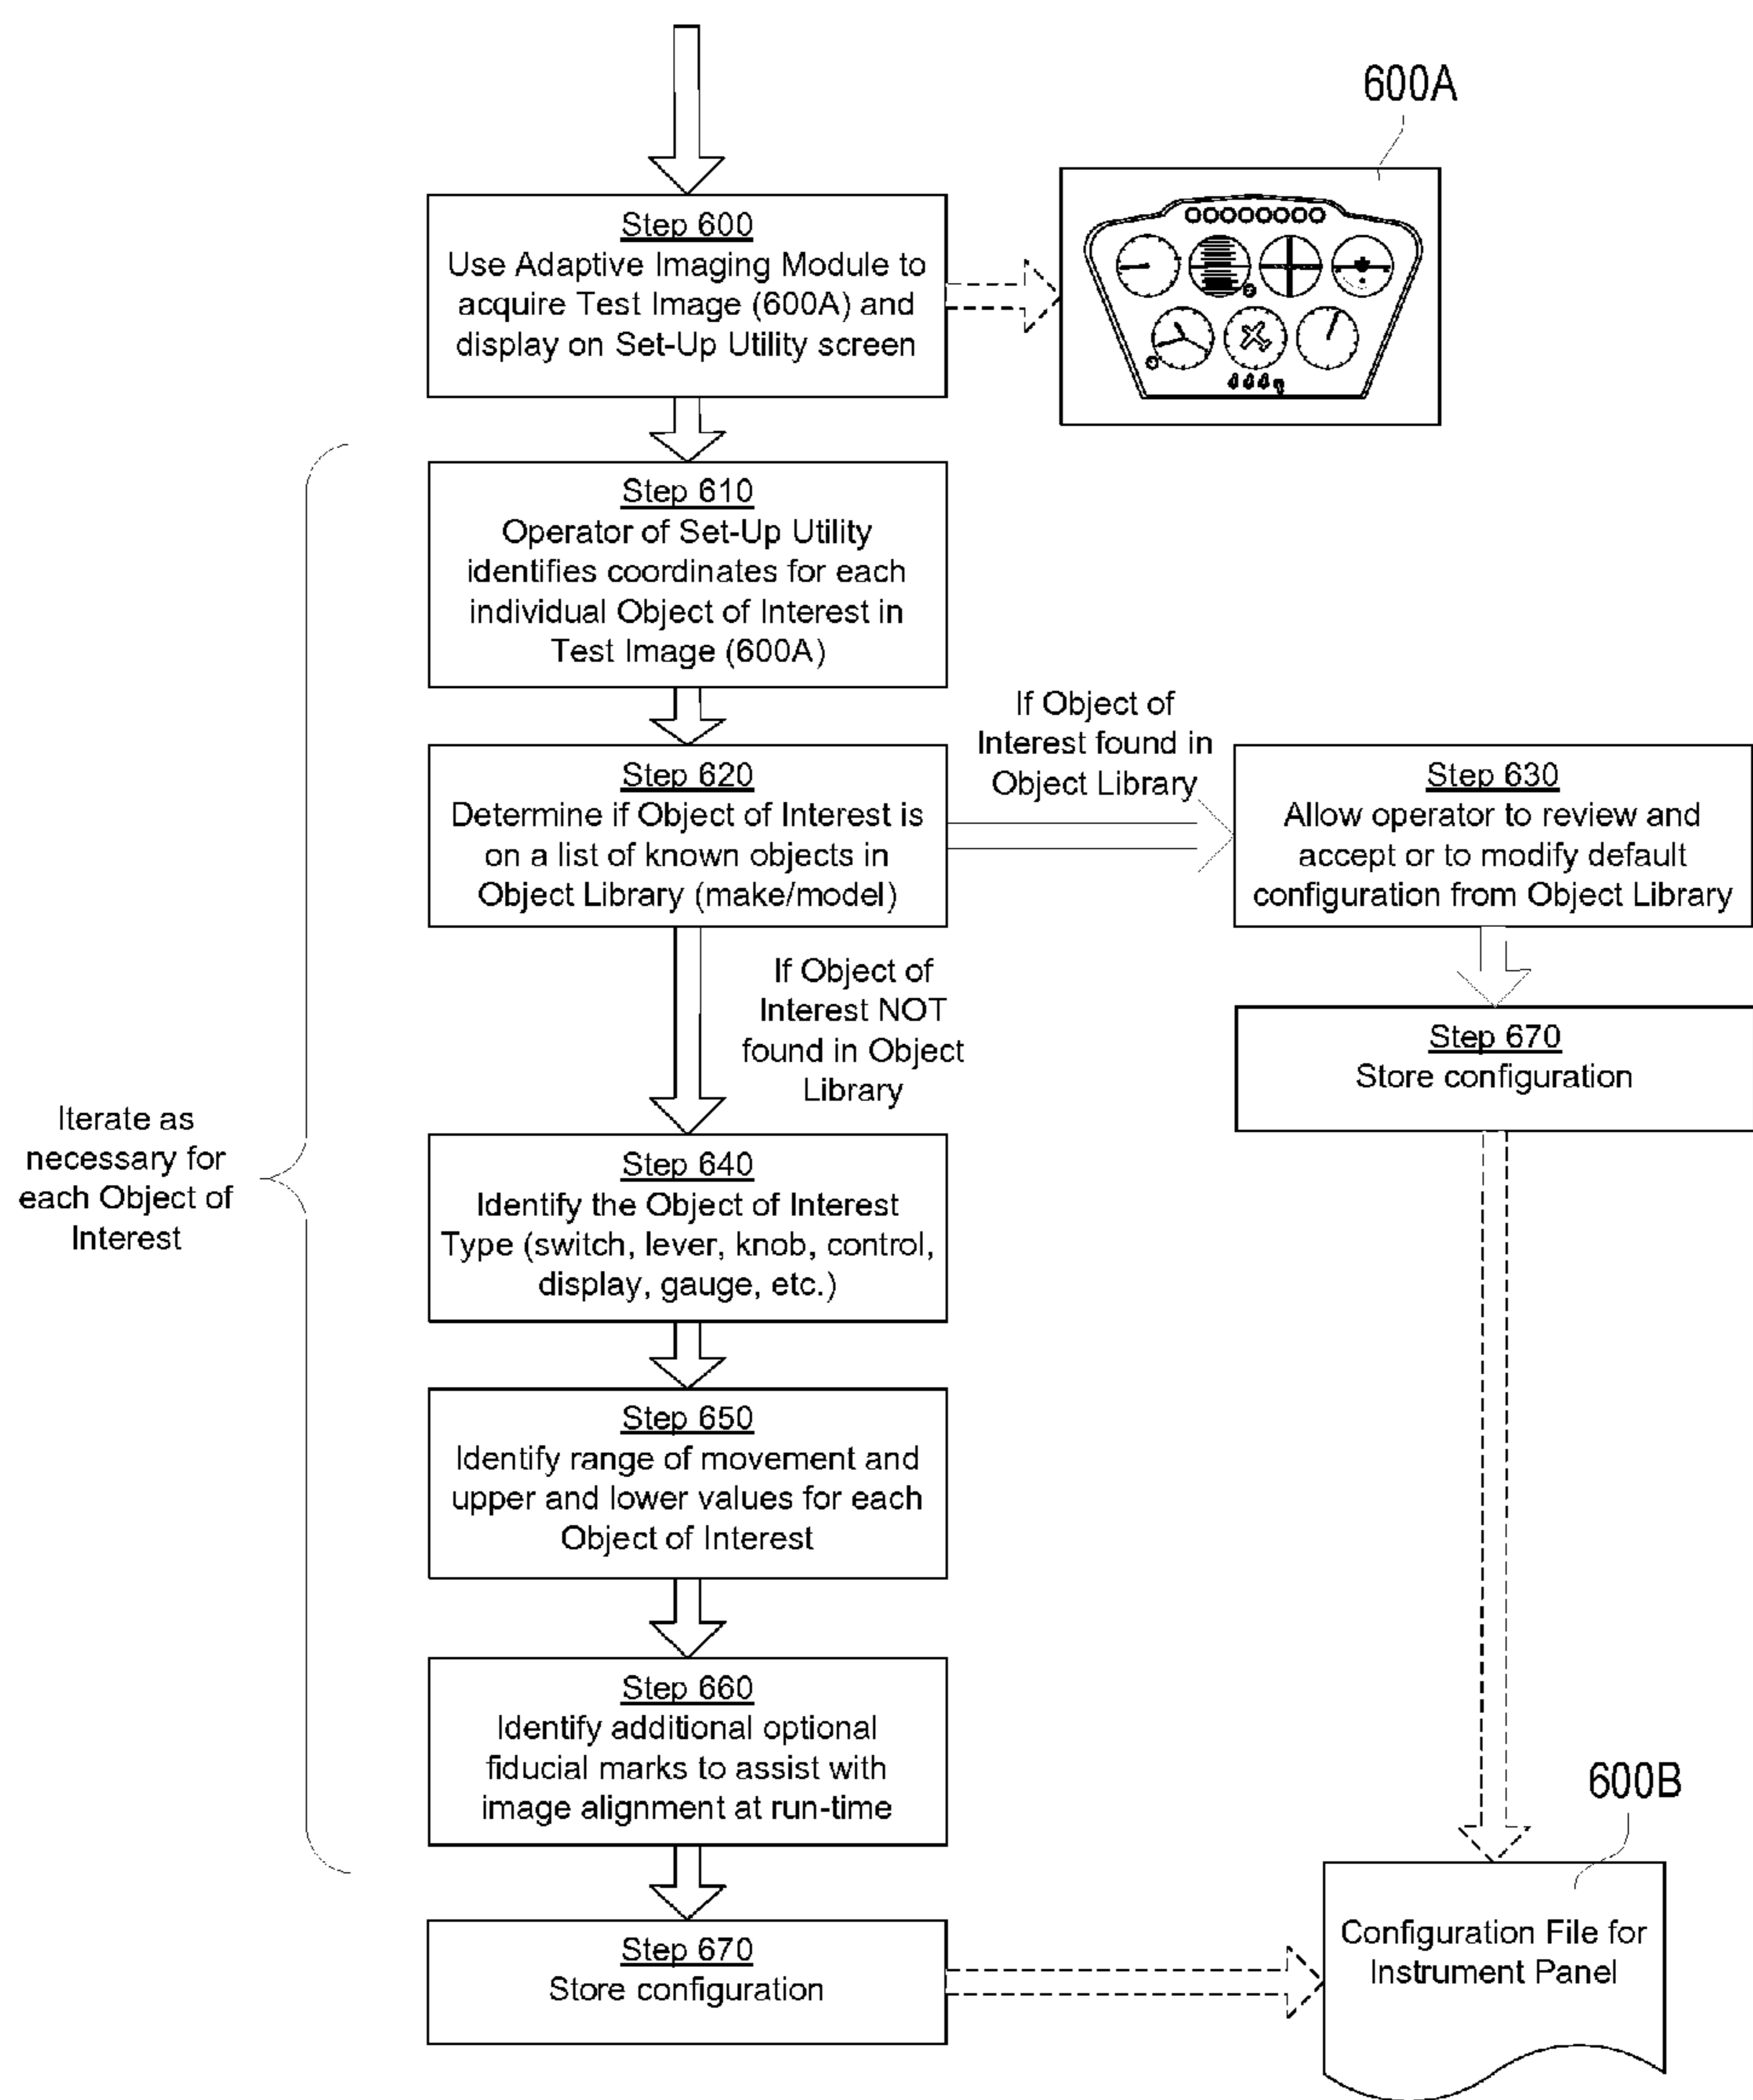 600A
Step 600
Use Adaptive Imaging Module to
acquire Test Image (600A) and
display on Set-Up Utility screen
Step 610
Operator of Set-Up Utility
identifies coordinates for each
individual Object of Interest in
Test Image (600A)
Step 620
Determine if Object of Interest is
on a list of known objects in
Object Library (make/model)
If Object of
Interest found in
Object Library
Step 630
Allow operator to review and
accept or to modify default
configuration from Object Library
Step 670
Store configuration
If Object of
Interest NOT
found in Object
Library
Iterate as
necessary for
each Object of
Interest
Step 640
Identify the Object of Interest
Type (switch, lever, knob, control,
display, gauge, etc.)
Step 650
Identify range of movement and
upper and lower values for each
Object of Interest
Step 660
Identify additional optional
fiducial marks to assist with
image alignment at run-time
Step 670
Store configuration
600B
Configuration File for
Instrument Panel